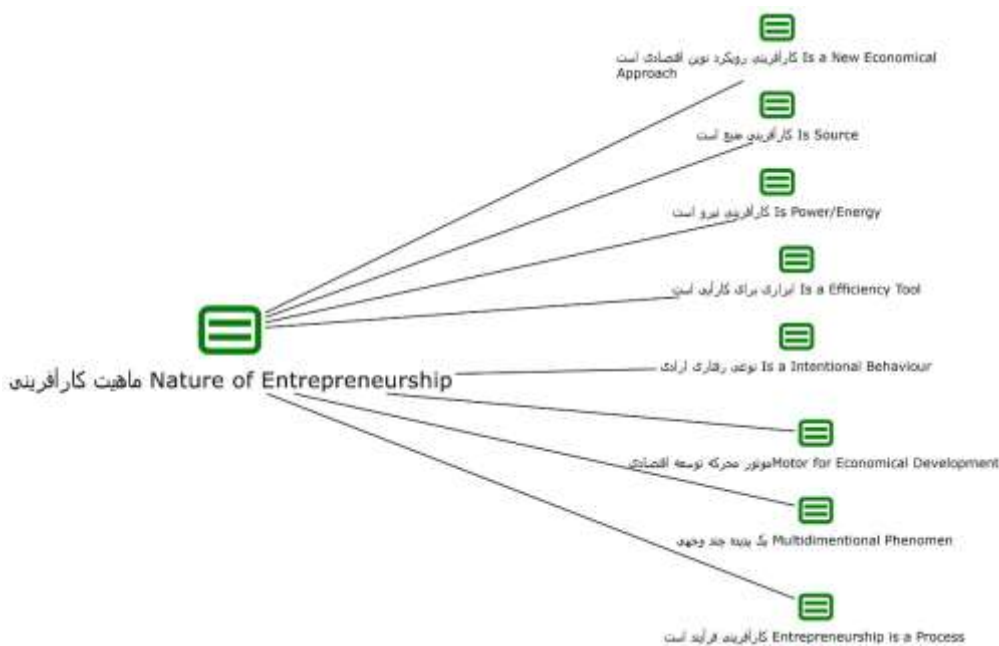 کارآفرینی رویکرد نوین اقتصادی است Is a New Economical
Approach
کارآفرینی منبع است Is Source
کارآفرینی نیرو است Is Power/Energy
ابزاری برای کارآیی است Is a Efficiency Tool
نوعی رفتاری ارادی Is a Intentional Behaviour
ماهیت کارآفرینی Nature of Entrepreneurship
موتور محرکه توسعه اقتصادی Motor for Economical Development
یک پدیده چند وجهی Multidimentional Phenomen
کارآفرینی فرآیند است Entrepreneurship is a Process